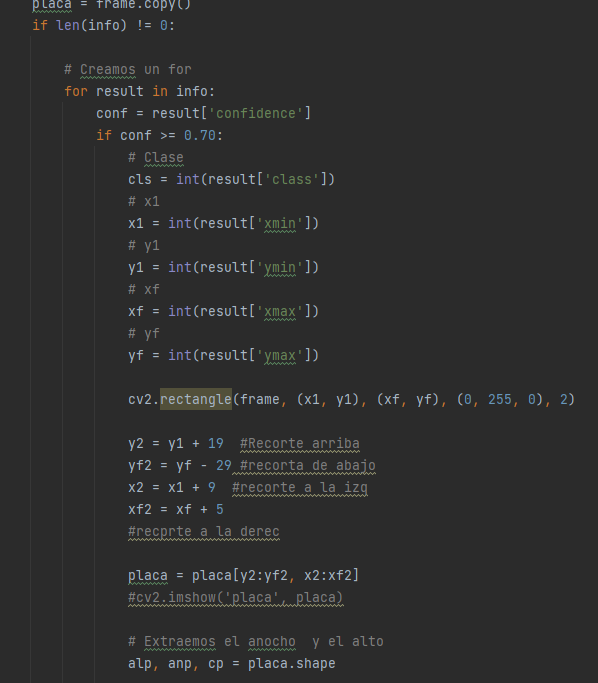 placa = frame.copy()
if len(info) != 0:
# Creamos un for
for result in info:
conf = result['confidence']
if conf >= 0.70:
# Clase
cls = int(result['class'])
# x1
x1 = int(result['xmin'])
# y1
y1 = int(result['ymin'])
# xf
xf = int(result['xmax'])
# yf
yf = int(result['ymax'])
cv2.rectangle(frame, (x1, y1), (xf, yf), (0, 255, 0), 2)
y2 = y1 + 19  #Recorte arriba
yf2 = yf - 29 #recorta de abajo
x2 = x1 + 9  #recorte a la izq
xf2 = xf + 5
#recprte a la derec
placa = placa[y2:yf2, x2:xf2]
#cv2.imshow('placa', placa)
# Extraemos el anocho  y el alto
alp, anp, cp = placa.shape